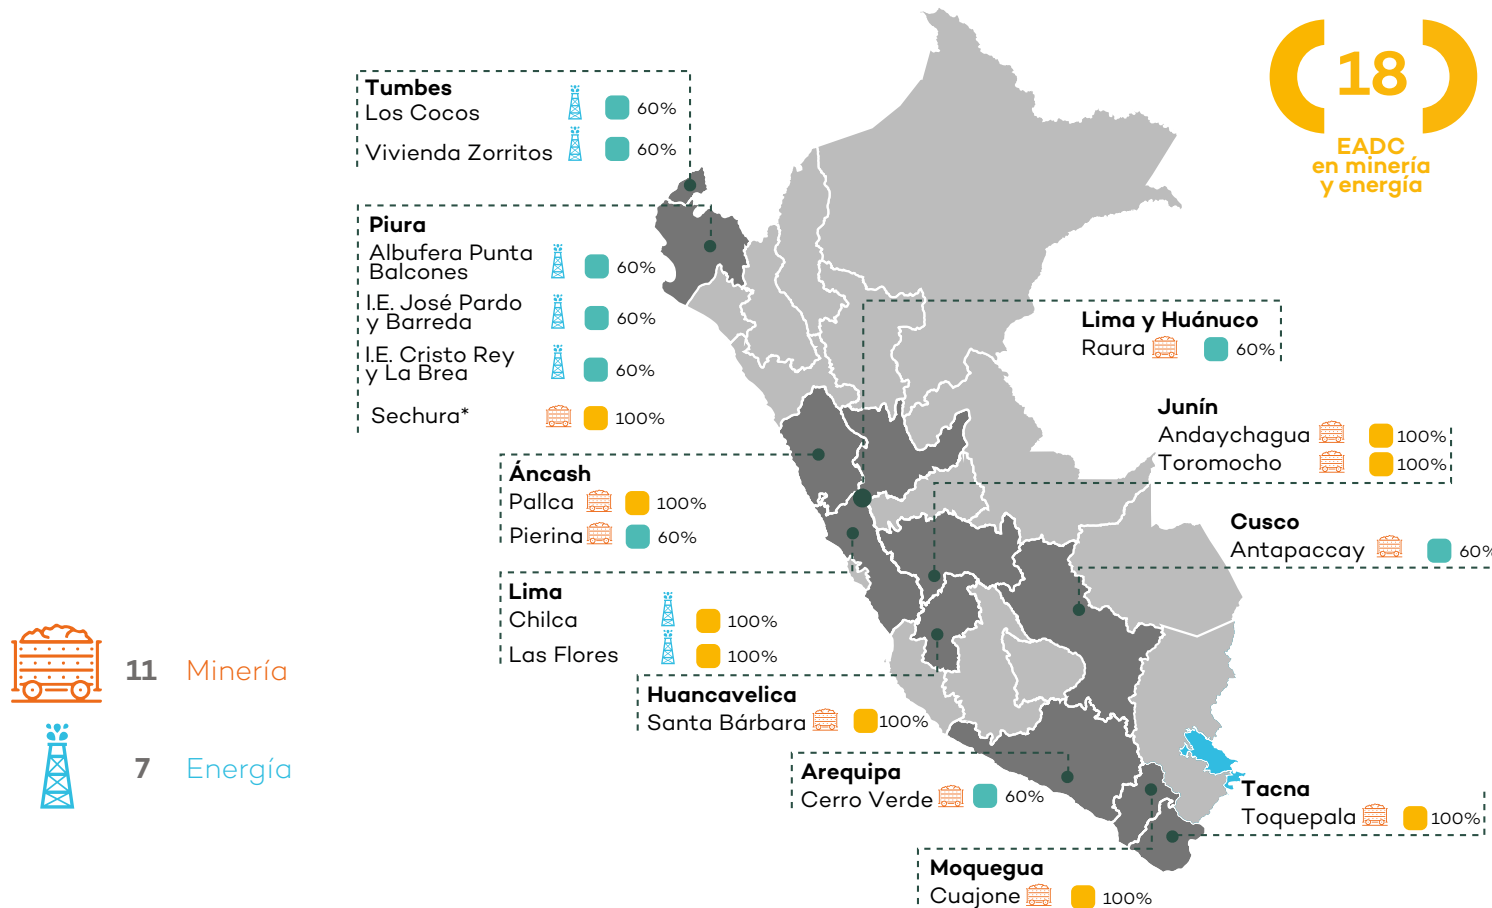 18
EADC
en minería
y energía
Tumbes
Los Cocos 60%
Vivienda Zorritos 60%
Piura
Albufera Punta
Balcones 60%
I.E. José Pardo
y Barreda 60%
I.E. Cristo Rey
y La Brea 60%
Sechura* 100%
Lima y Huánuco
Raura 60%
Junín
Andaychagua 100%
Toromocho 100%
Áncash
Pallca 100%
Pierina 60%
Cusco
Antapaccay 60%
Lima
Chilca 100%
Las Flores 100%
11 Minería
7 Energía
Huancavelica
Santa Bárbara 100%
Arequipa
Cerro Verde 60%
Tacna
Toquepala 100%
Moquegua
Cuajone 100%